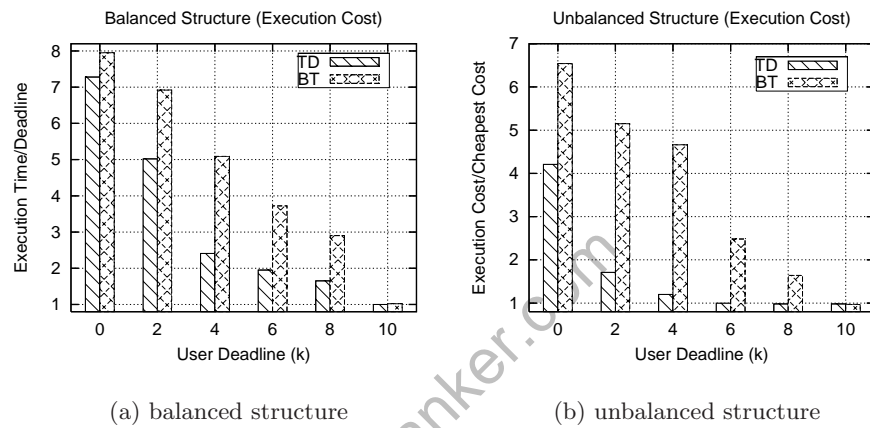 Balanced Structure (Execution Cost)
Execution Time/Deadline
8
7
6
5
4
3
2
1
TD
BT
0 2 4 6 8 10
User Deadline (k)
(a) balanced structure
Unbalanced Structure (Execution Cost)
Execution Cost/Cheapest Cost
7
6
5
4
3
2
1
TD
BT
0 2 4 6 8 10
User Deadline (k)
(b) unbalanced structure
anker.com